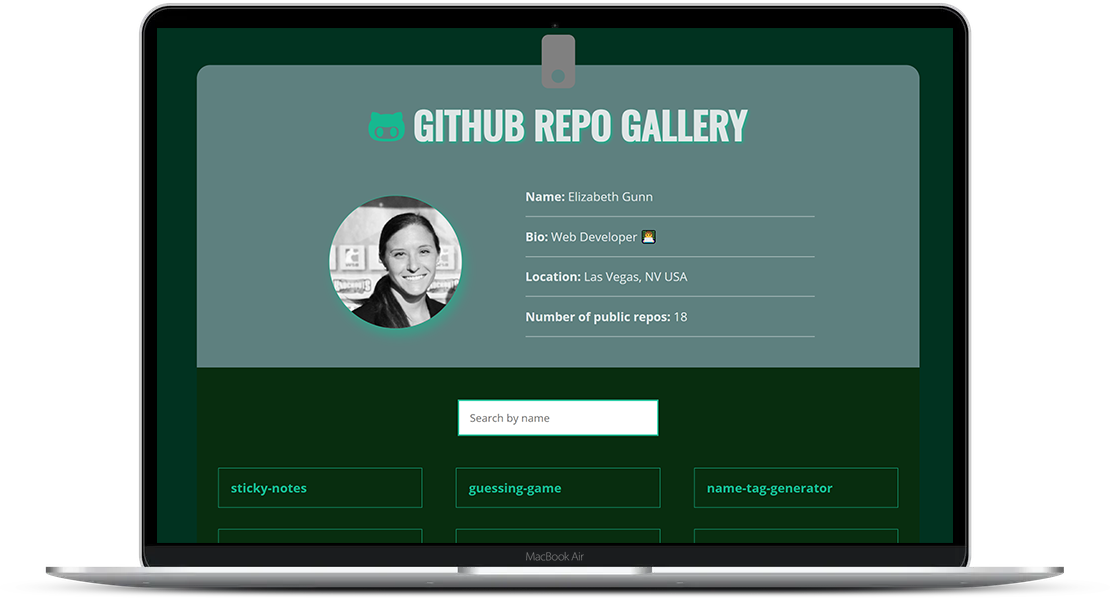 GITHUB REPO GALLERY
Name: Elizabeth Gunn
Bio: Web Developer
Location: Las Vegas, NV USA
Number of public repos: 18
Search by name
sticky-notes
guessing-game
name-tag-generator
MacBook Air